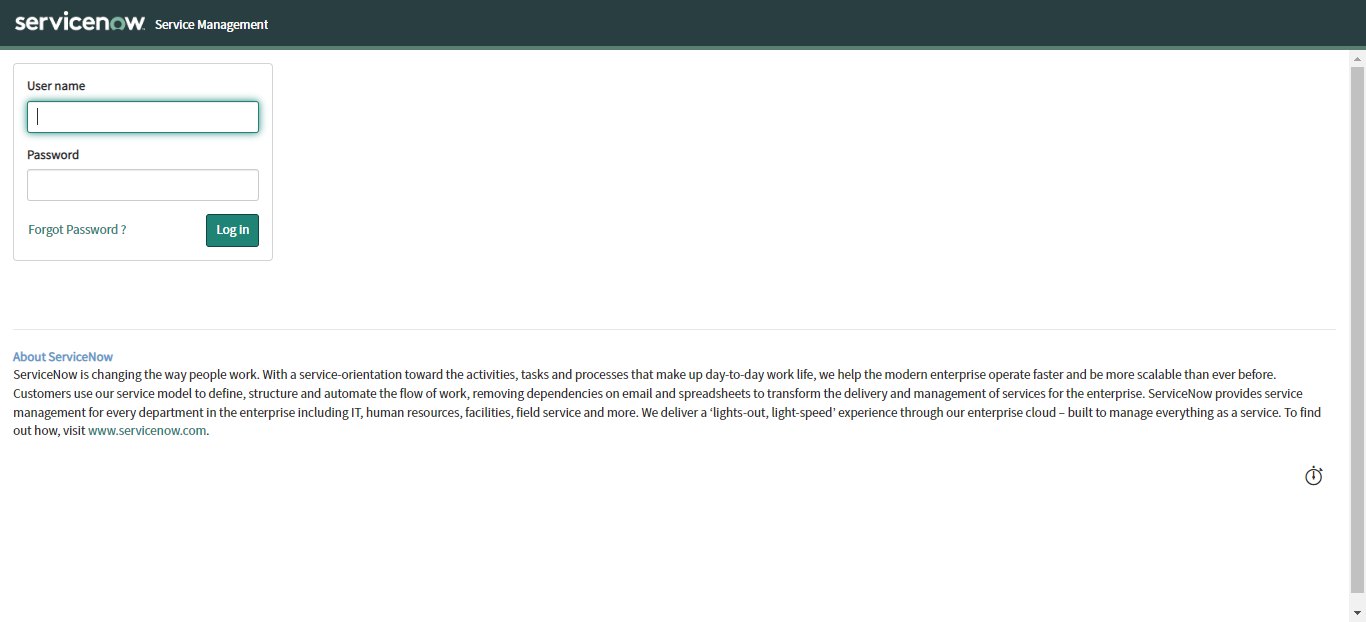 servicenow Service Management
User name
Password
Forgot Password ?
Log in
About ServiceNow
ServiceNow is changing the way people work. With a service-orientation toward the activities, tasks and processes that make up day-to-day work life, we help the modern enterprise operate faster and be more scalable than ever before.
Customers use our service model to define, structure and automate the flow of work, removing dependencies on email and spreadsheets to transform the delivery and management of services for the enterprise. ServiceNow provides service
management for every department in the enterprise including IT, human resources, facilities, field service and more. We deliver a ‘lights-out, light-speed’ experience through our enterprise cloud – built to manage everything as a service. To find
out how, visit www.servicenow.com.